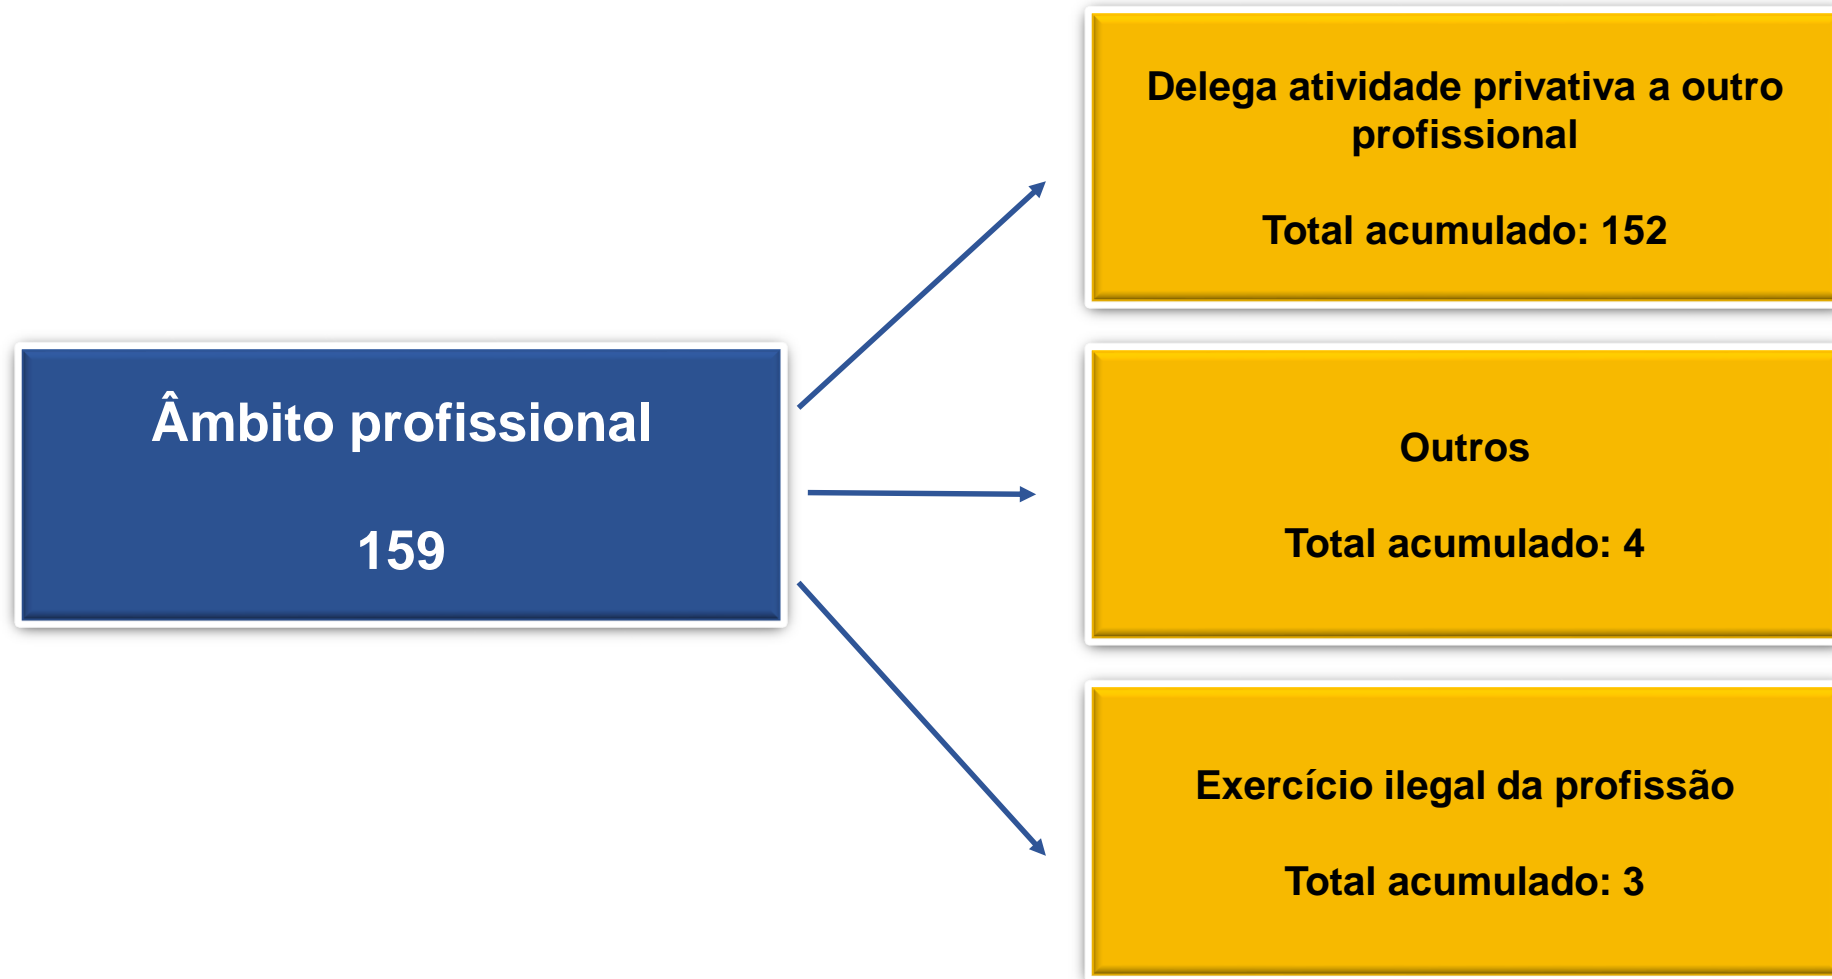 Âmbito profissional
159
Delega atividade privativa a outro
profissional
Total acumulado: 152
Outros
Total acumulado: 4
Exercício ilegal da profissão
Total acumulado: 3